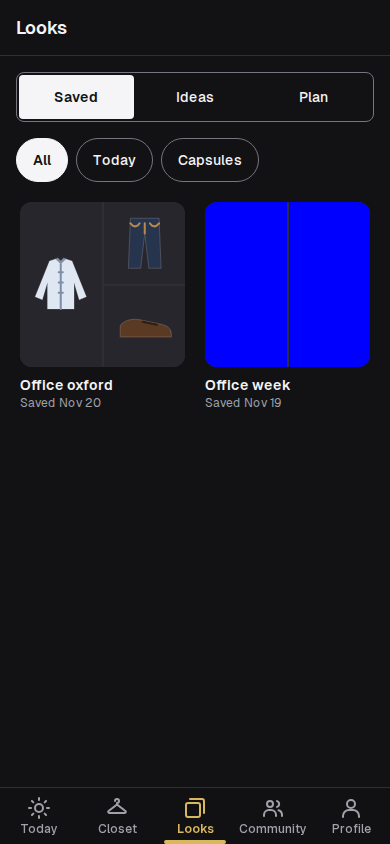 Looks
Saved Ideas Plan
All Today Capsules
Office oxford Office week
Saved Nov 20 Saved Nov 19
Today Closet Looks Community Profile